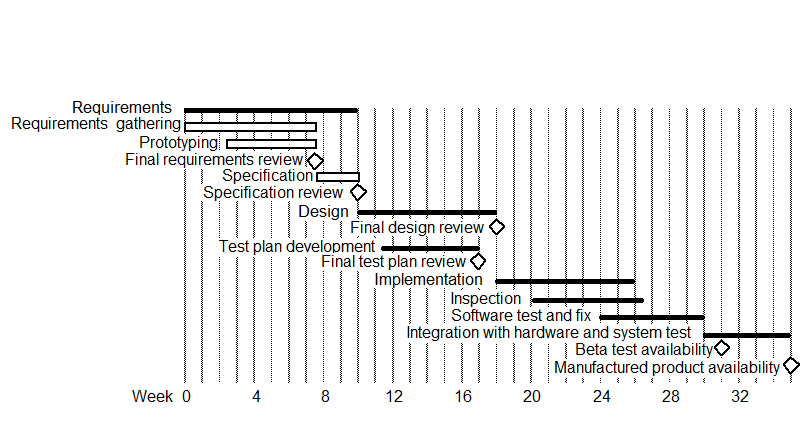 Requirements
Requirements gathering
Prototyping
Final requirements review
Specification
Specification review
Design
Final design review
Test plan development
Final test plan review
Implementation
Inspection
Software test and fix
Integration with hardware and system test
Beta test availability
Manufactured product availability
Week 0 4 8 12 16 20 24 28 32